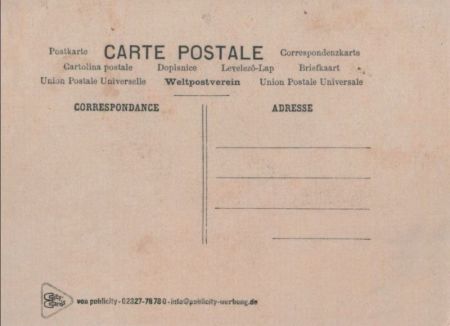 Postkarte CARTE POSTALE Correspondenzkarte
Cartolina postale Dopisnice Levelező-Lap Briefkaart
Union Postale Universelle Weltpostverein Union Postale Universale
CORRESPONDANCE ADRESSE
von publicity - 02327-78780 - info@publicity-werbung.de